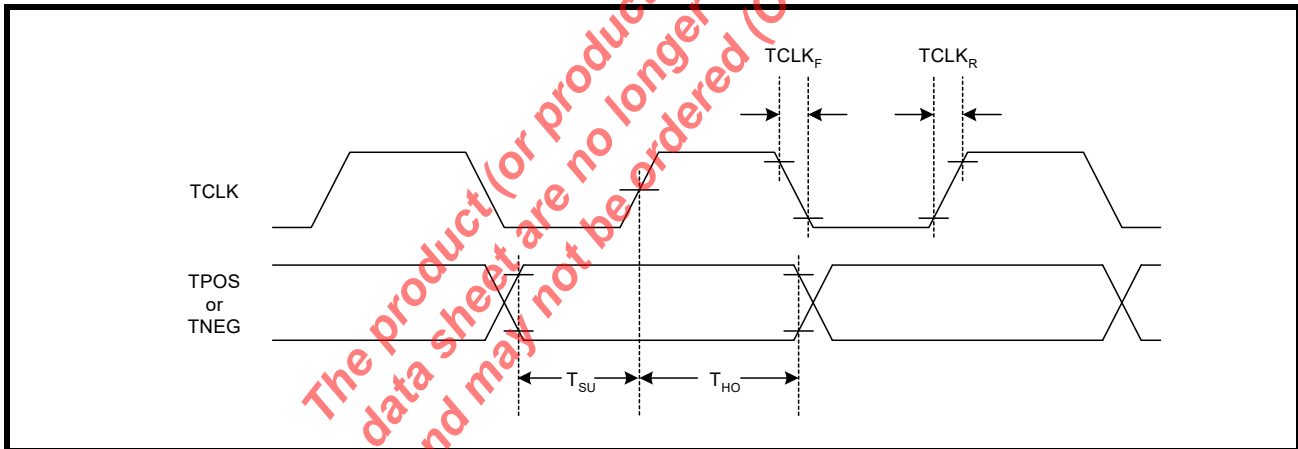 TCLKF
TCLKR
TCLK
TPOS
or
TNEG
TSU
THO
The product (or product
data sheet are no longer
nd may not be ordered (O